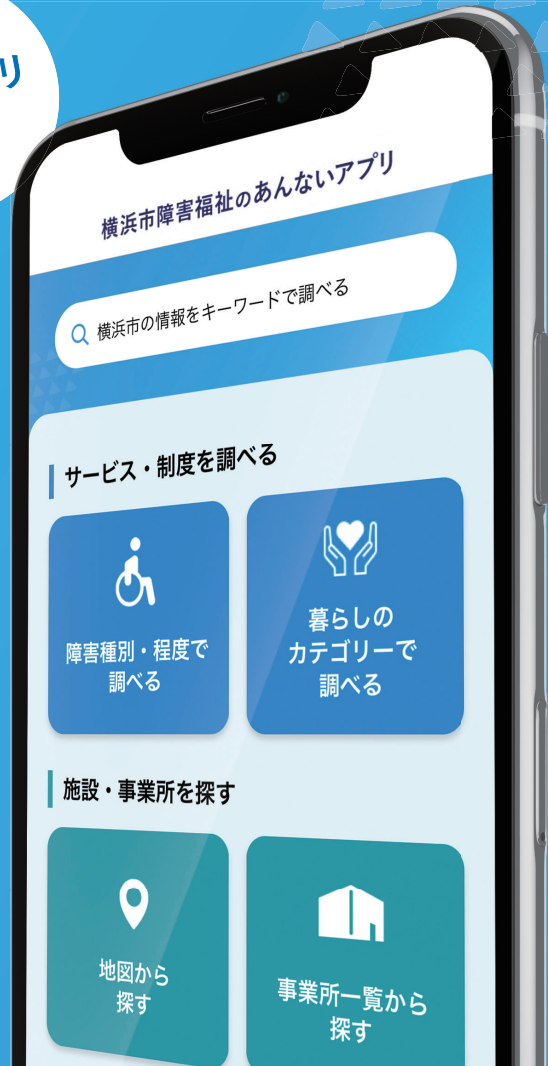 リ
横浜市障害福祉のあんないアプリ
横浜市の情報をキーワードで調べる
サービス・制度を調べる
障害種別・程度で
調べる
暮らしの
カテゴリーで
調べる
施設・事業所を探す
地図から
探す
事業所一覧から
探す